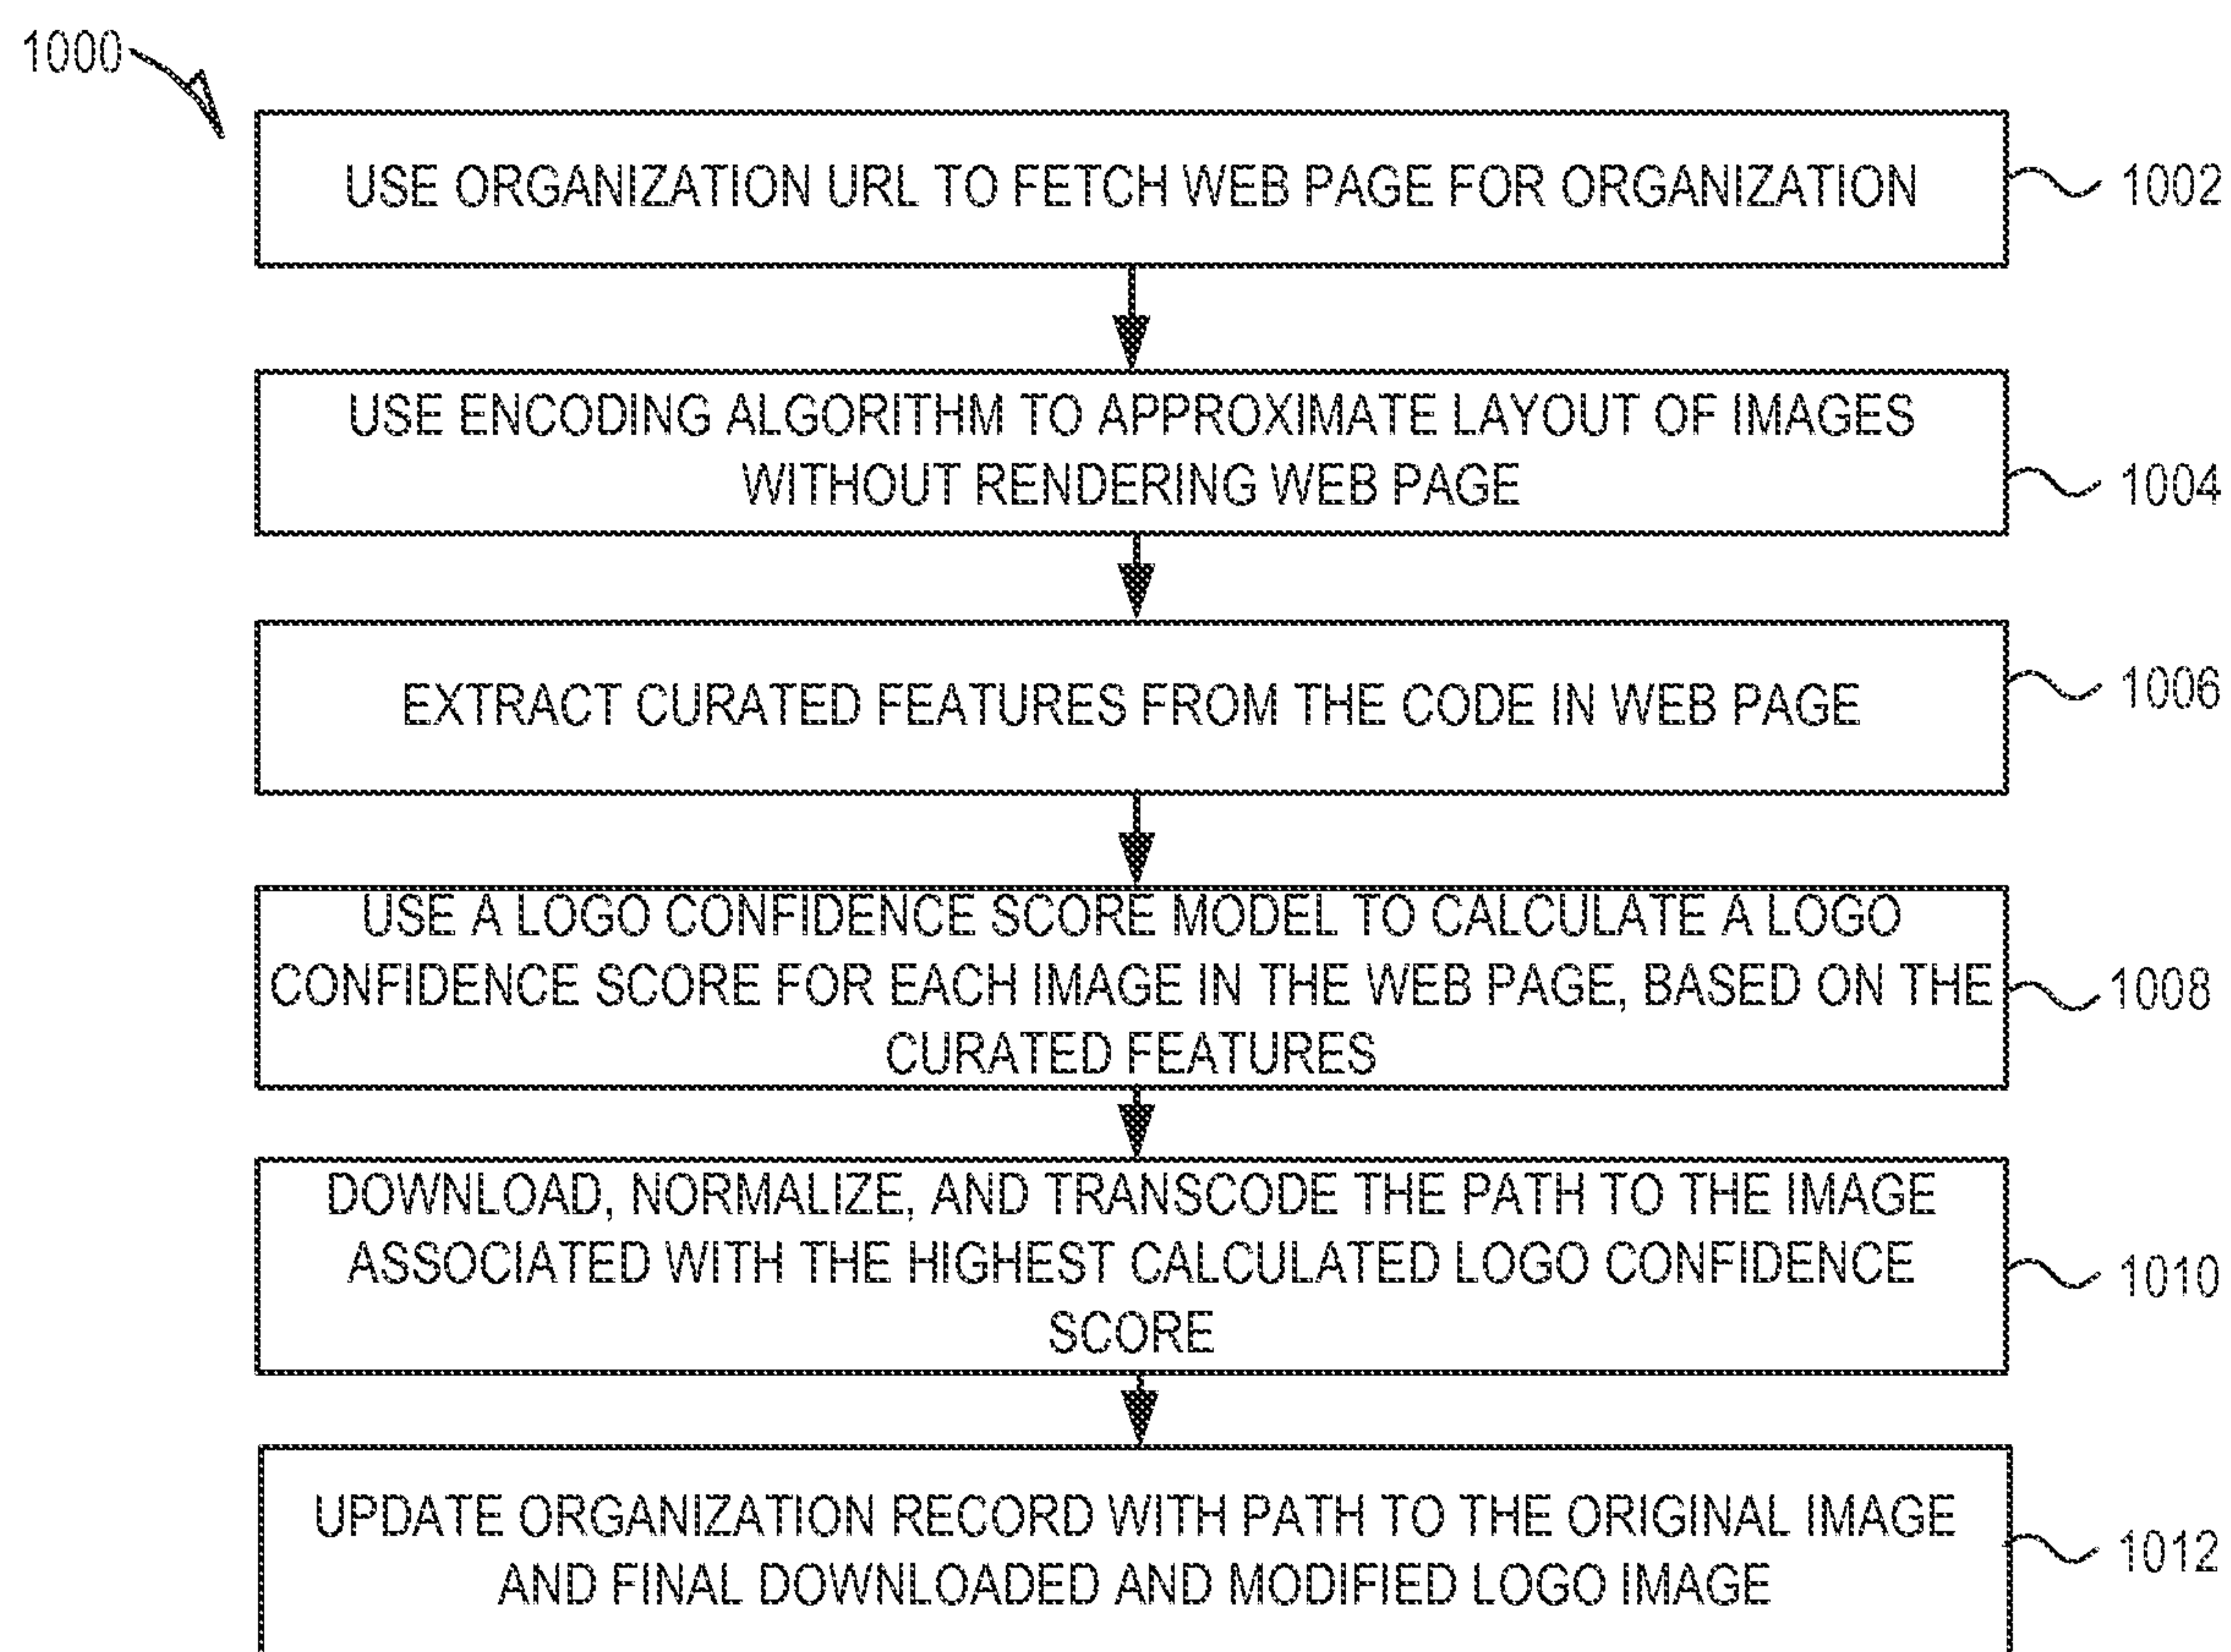 1000
USE ORGANIZATION URL TO FETCH WEB PAGE FOR ORGANIZATION
1002
USE ENCODING ALGORITHM TO APPROXIMATE LAYOUT OF IMAGES
WITHOUT RENDERING WEB PAGE
1004
EXTRACT CURATED FEATURES FROM THE CODE IN WEB PAGE
1006
USE A LOGO CONFIDENCE SCORE MODEL TO CALCULATE A LOGO
CONFIDENCE SCORE FOR EACH IMAGE IN THE WEB PAGE, BASED ON THE
CURATED FEATURES
1008
DOWNLOAD, NORMALIZE, AND TRANSCODE THE PATH TO THE IMAGE
ASSOCIATED WITH THE HIGHEST CALCULATED LOGO CONFIDENCE
SCORE
1010
UPDATE ORGANIZATION RECORD WITH PATH TO THE ORIGINAL IMAGE
AND FINAL DOWNLOADED AND MODIFIED LOGO IMAGE
1012